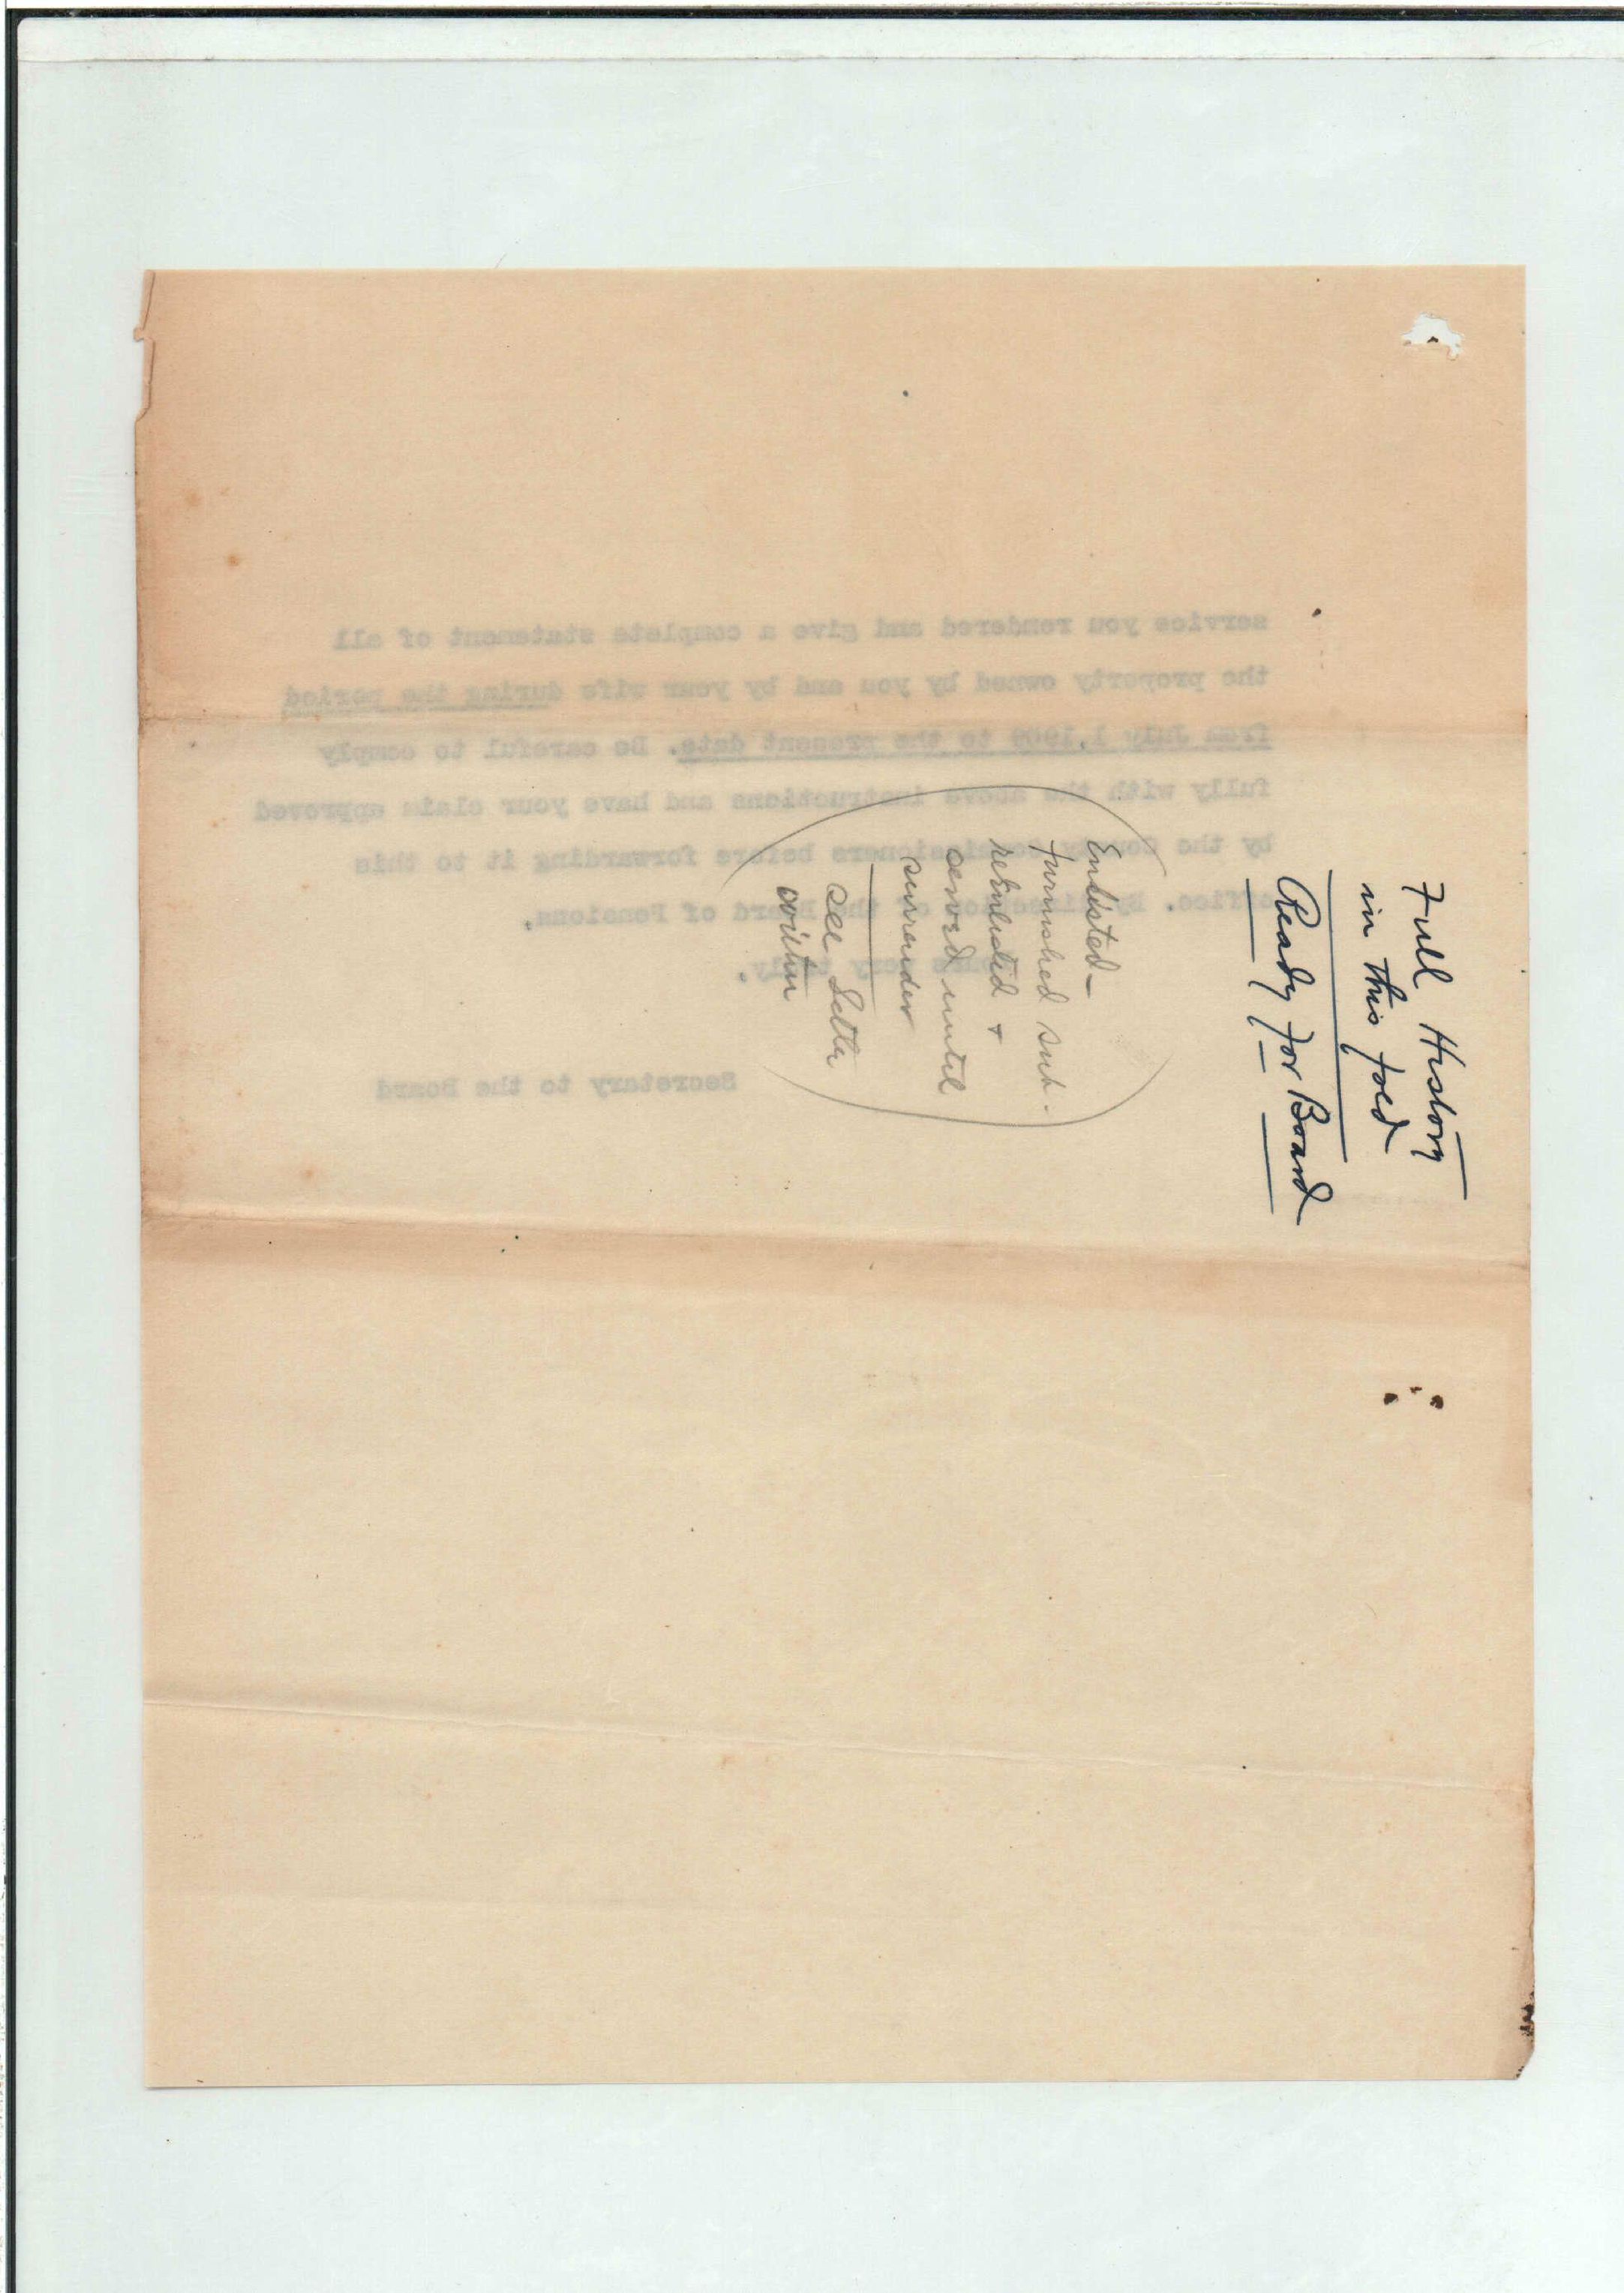 Full History
in this fold
Ready for Board
Enlisted—
furnished sub-
reenlisted +
served until
surrender
see letter
within
service you rendered and give a complete statement of all
the property owned by you and by your wife during the period
from July 1,1909 to the present date. Be careful to comply
fully with the above instructions and have your claim approved
by the County Commissioners before forwarding it to this
office. By direction of the Board of Pensions,
Yours very truly,
Secretary to the Board